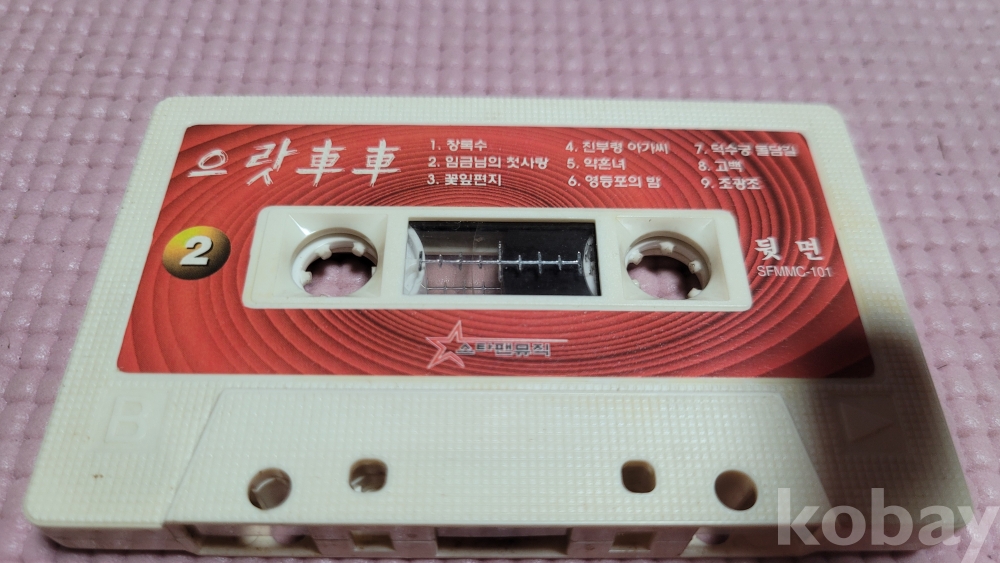 으랏車車
1. 장록수
2. 임금님의 첫사랑
3. 꽃잎편지
4. 진부령 아가씨
5. 약혼녀
6. 영등포의 밤
7. 덕수궁 돌담길
8. 고백
9. 조광조
2
뒷면
SFMMC-101
스타맨뮤직
B
kobay